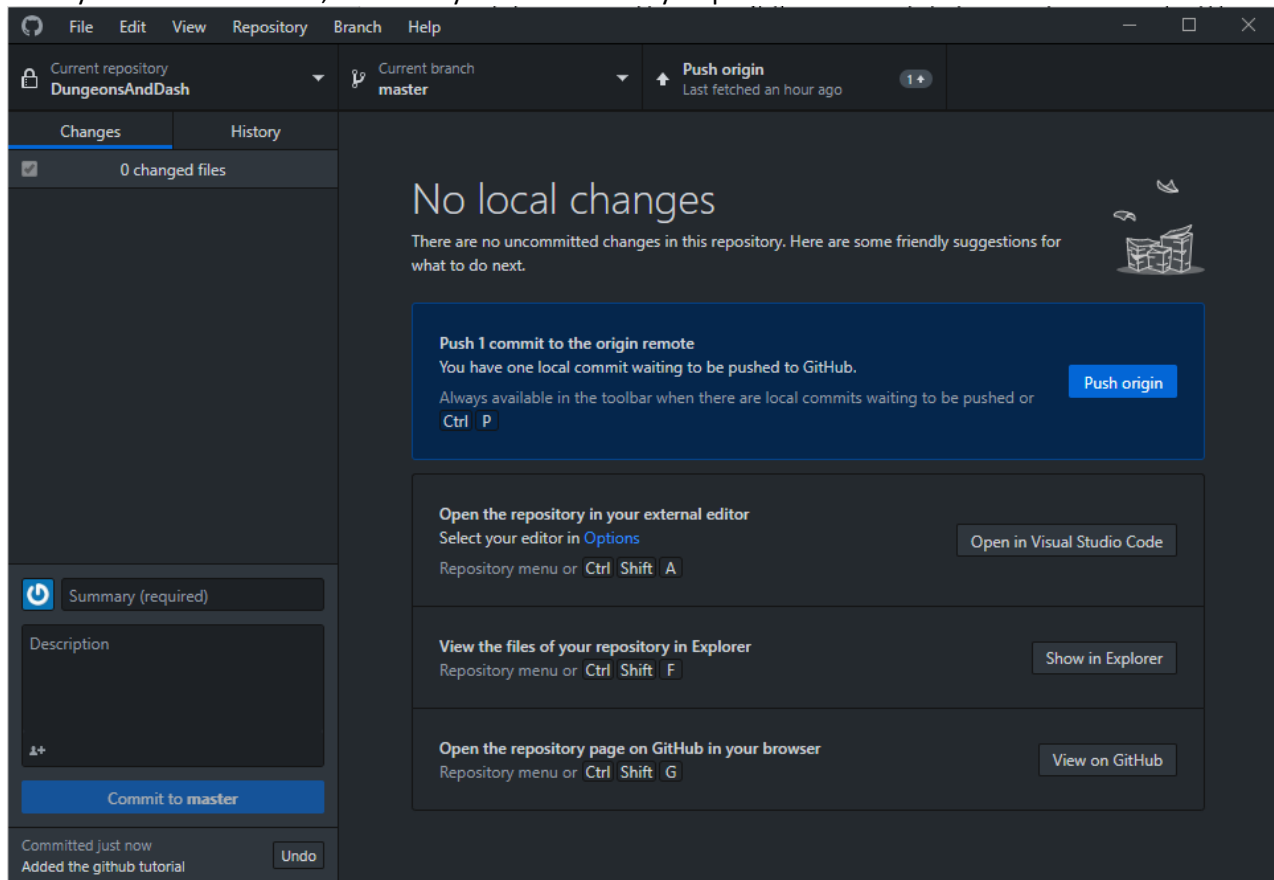 File Edit View Repository Branch Help
Current repository
DungeonsAndDash
Current branch
master
Push origin
Last fetched an hour ago
1
Changes History
0 changed files
No local changes
There are no uncommitted changes in this repository. Here are some friendly suggestions for
what to do next.
Push 1 commit to the origin remote
You have one local commit waiting to be pushed to GitHub.
Always available in the toolbar when there are local commits waiting to be pushed or
Ctrl P
Push origin
Open the repository in your external editor
Select your editor in Options
Repository menu or Ctrl Shift A
Open in Visual Studio Code
View the files of your repository in Explorer
Repository menu or Ctrl Shift F
Show in Explorer
Open the repository page on GitHub in your browser
Repository menu or Ctrl Shift G
View on GitHub
Summary (required)
Description
Commit to master
Committed just now
Added the github tutorial
Undo